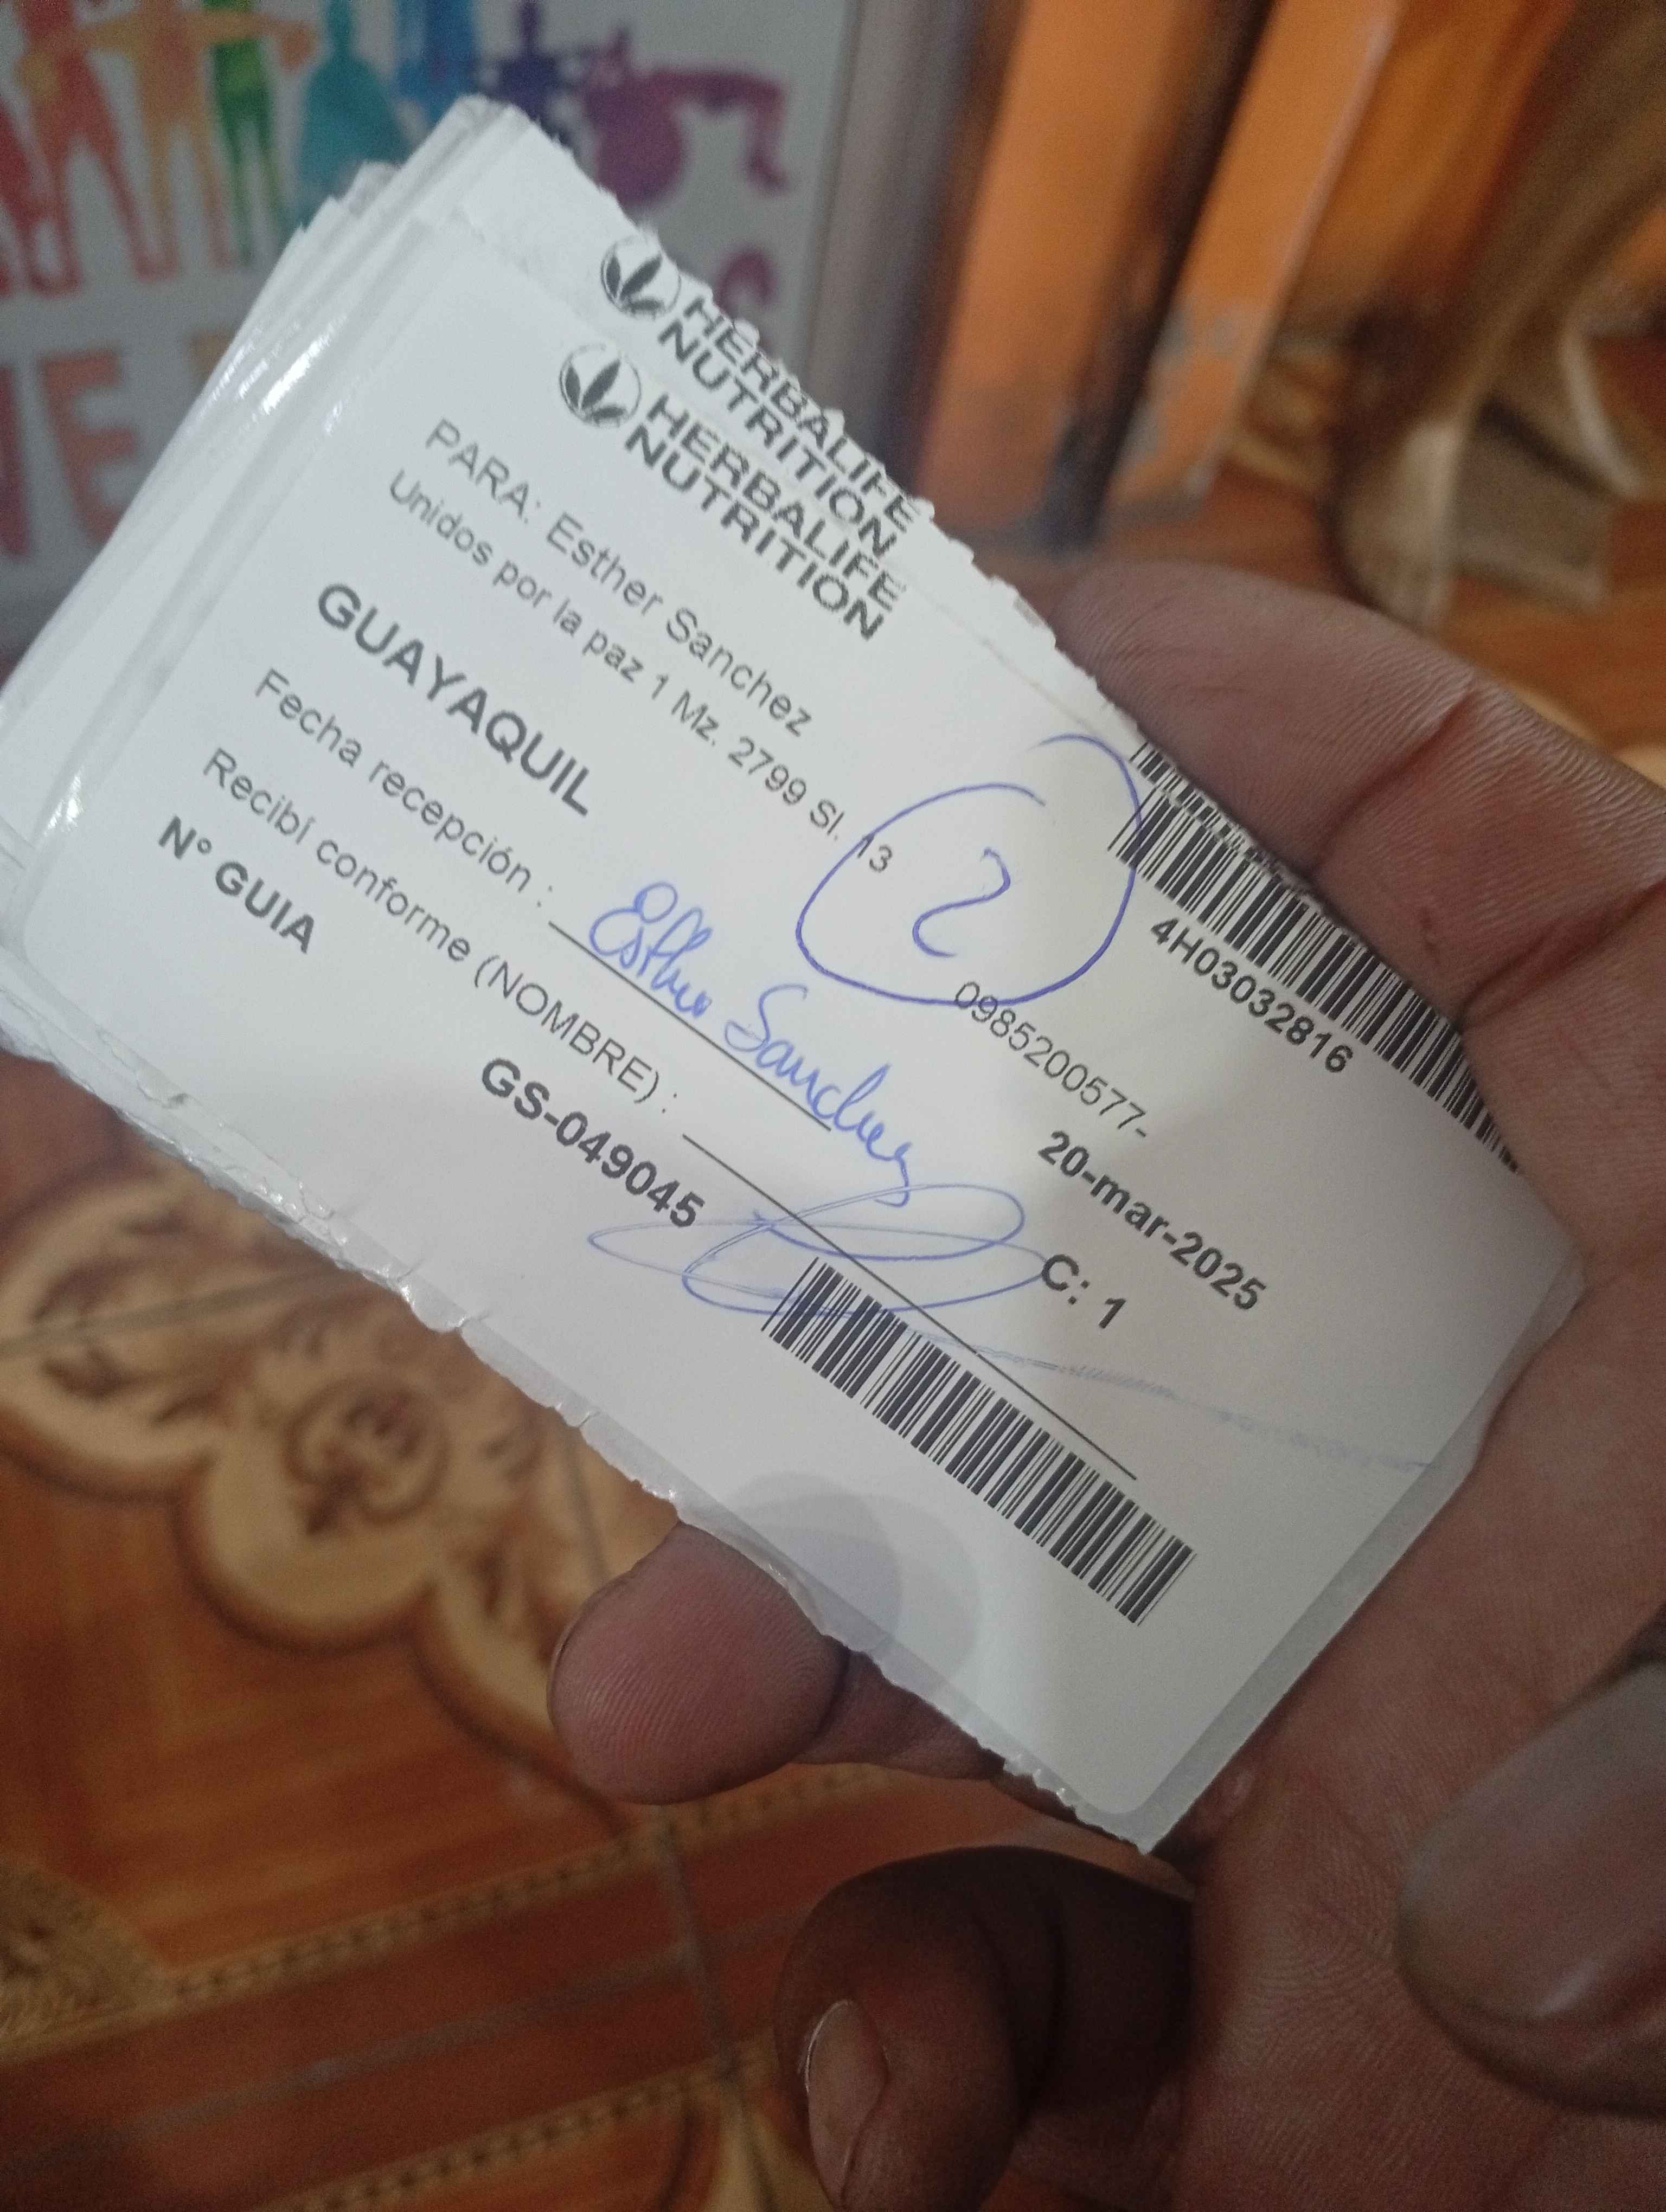 HERBALIFE
NUTRITION
HERBALIFE
NUTRITION
4H03032816
PARA: Esther Sanchez
Unidos por la paz 1 Mz. 2799 Sl. 13
2
0985200577-
GUAYAQUIL
20-mar-2025
Fecha recepción :
Esther Sanchez
C: 1
Recibí conforme (NOMBRE) :
N° GUIA
GS-049045